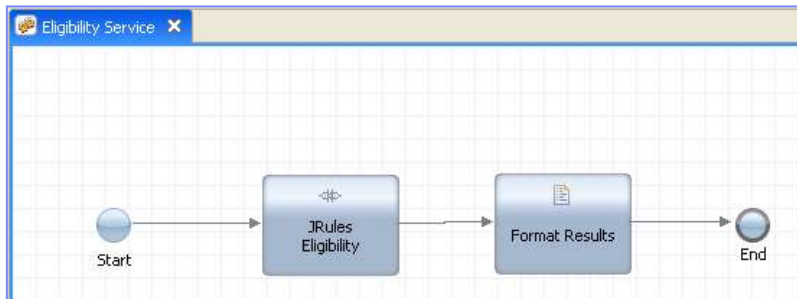 Eligibility Service
JRules
Eligibility
Format Results
Start
End